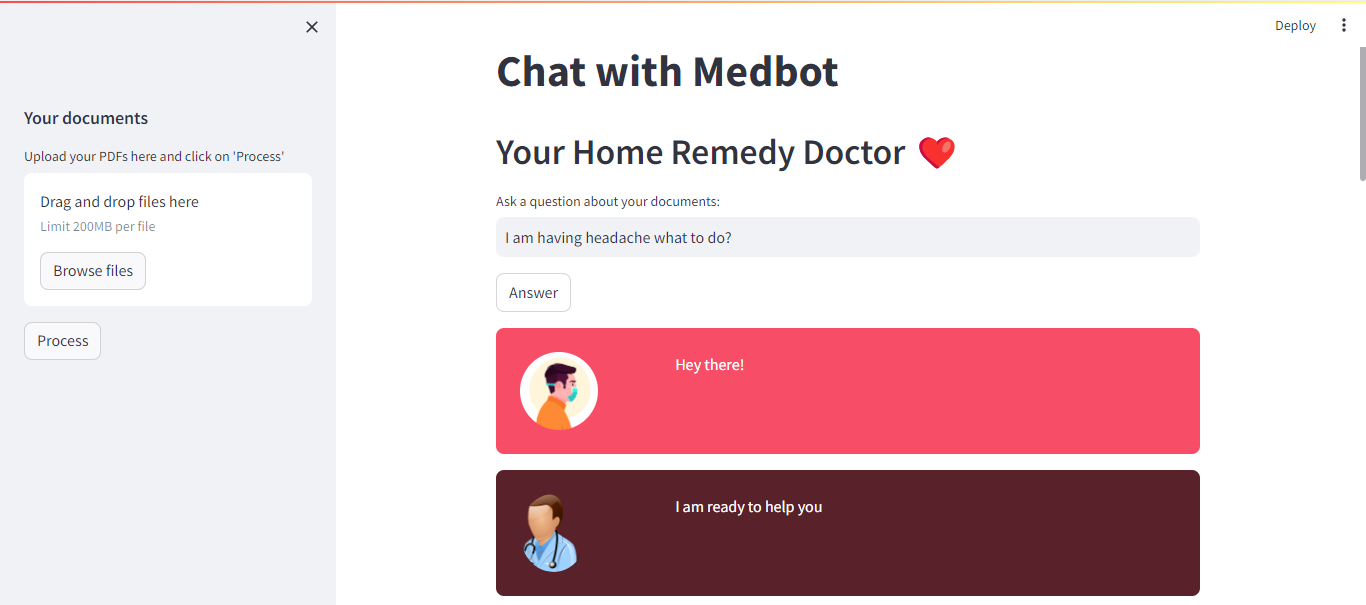 Deploy
Your documents
Upload your PDFs here and click on 'Process'
Drag and drop files here
Limit 200MB per file
Browse files
Process
Chat with Medbot
Your Home Remedy Doctor ❤️
Ask a question about your documents:
I am having headache what to do?
Answer
Hey there!
I am ready to help you